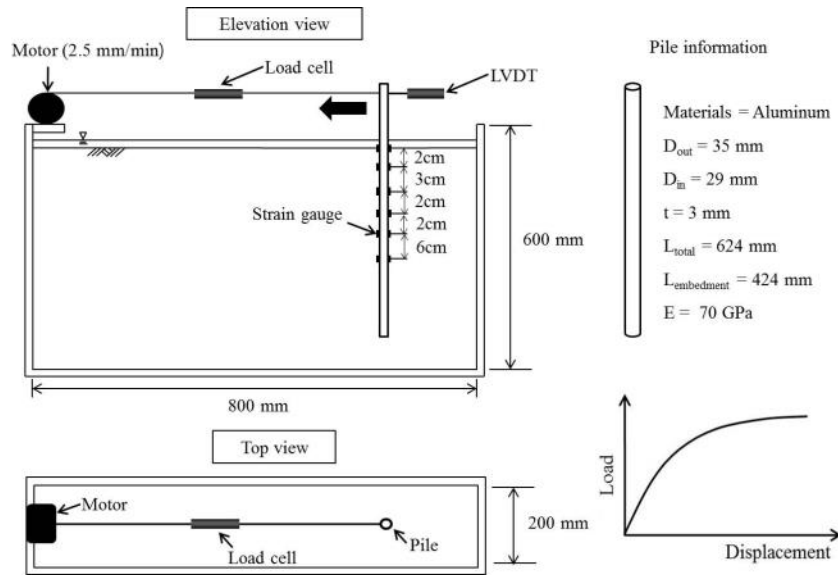 Elevation view
Motor (2.5 mm/min)
Load cell
LVDT
2cm
3cm
2cm
2cm
6cm
Strain gauge
600 mm
800 mm
Pile information
Materials = Aluminum
Dout = 35 mm
Din = 29 mm
t = 3 mm
Ltotal = 624 mm
Lembedment = 424 mm
E = 70 GPa
Top view
Motor
Load cell
Pile
200 mm
Load
Displacement